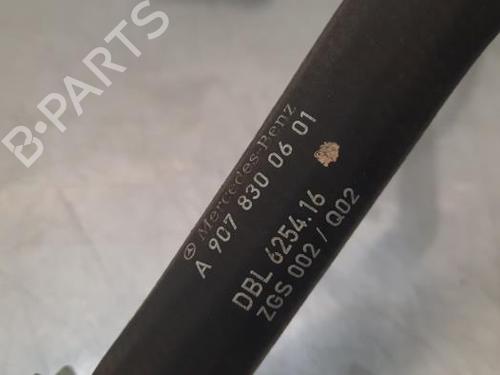 B-PARTS
Mercedes-Benz
A 907 830 06 01
DBL 6254.16
ZGS 002 / Q02